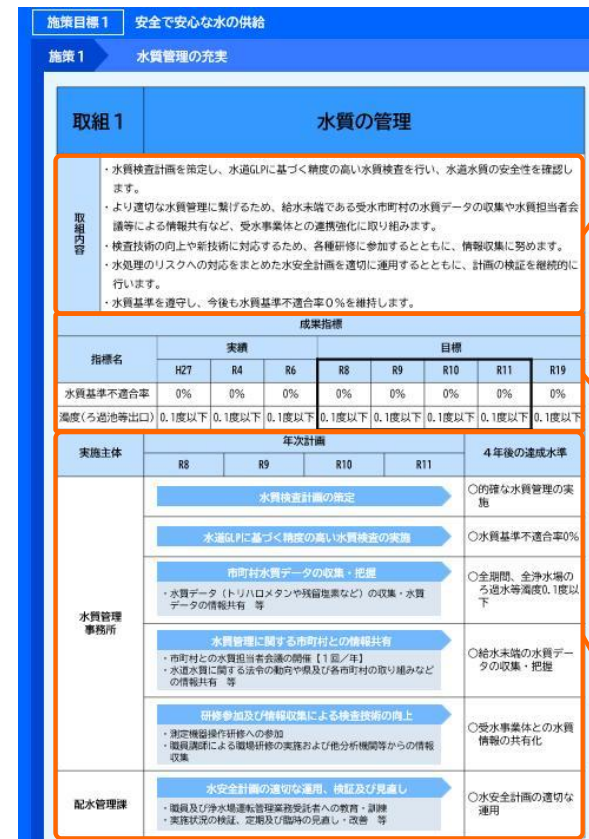 施策目標1 安全で安心な水の供給
施策1 水質管理の充実
取組1 水質の管理
取組内容
・水質検査計画を策定し、水道GLPに基づく精度の高い水質検査を行い、水道水質の安全性を確認し
ます。
・より適切な水質管理に繋げるため、給水末端である受水市町村の水質データの収集や水質担当者会
議等による情報共有など、受水事業体との連携強化に取り組みます。
・検査技術の向上や新技術に対応するため、各種研修に参加するとともに、情報収集に努めます。
・水処理のリスクへの対応をまとめた水安全計画を適切に運用するとともに、計画の検証を継続的に
行います。
・水質基準を遵守し、今後も水質基準不適合率0%を維持します。
成果指標
指標名 実績 目標
H27 R4 R6 R8 R9 R10 R11 R19
水質基準不適合率 0% 0% 0% 0% 0% 0% 0% 0%
濁度(ろ過池等出口) 0.1度以下 0.1度以下 0.1度以下 0.1度以下 0.1度以下 0.1度以下 0.1度以下 0.1度以下
実施主体 年次計画 4年後の達成水準
R8 R9 R10 R11
水質管理
事務所
水質検査計画の策定
○的確な水質管理の実
施
水道GLPに基づく精度の高い水質検査の実施
○水質基準不適合率0%
市町村水質データの収集・把握
・水質データ(トリハロメタンや残留塩素など)の収集・水質
データの情報共有 等
○全期間、全浄水場の
ろ過水等濁度0.1度以
下
水質管理に関する市町村との情報共有
・市町村との水質担当者会議の開催【1回/年】
・水道水質に関する法令の動向や県及び各市町村の取り組みなど
の情報共有 等
○給水末端の水質デー
タの収集・把握
研修参加及び情報収集による検査技術の向上
・測定機器操作研修への参加
・職員講師による職場研修の実施および他分析機関等からの情報
収集
○受水事業体との水質
情報の共有化
配水管理課
水安全計画の適切な運用、検証及び見直し
・職員及び浄水場運転管理業務受託者への教育・訓練
・実施状況の検証、定期及び臨時の見直し・改善 等
○水安全計画の適切な
運用